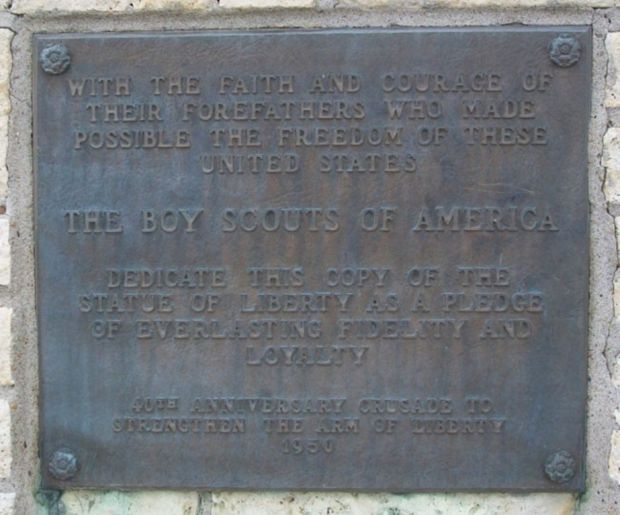 WITH THE FAITH AND COURAGE OF
THEIR FOREFATHERS WHO MADE
POSSIBLE THE FREEDOM OF THESE
UNITED STATES
THE BOY SCOUTS OF AMERICA
DEDICATE THIS COPY OF THE
STATUE OF LIBERTY AS A PLEDGE
OF EVERLASTING FIDELITY AND
LOYALTY
40TH ANNIVERSARY CRUSADE TO
STRENGTHEN THE ARM OF LIBERTY
1950